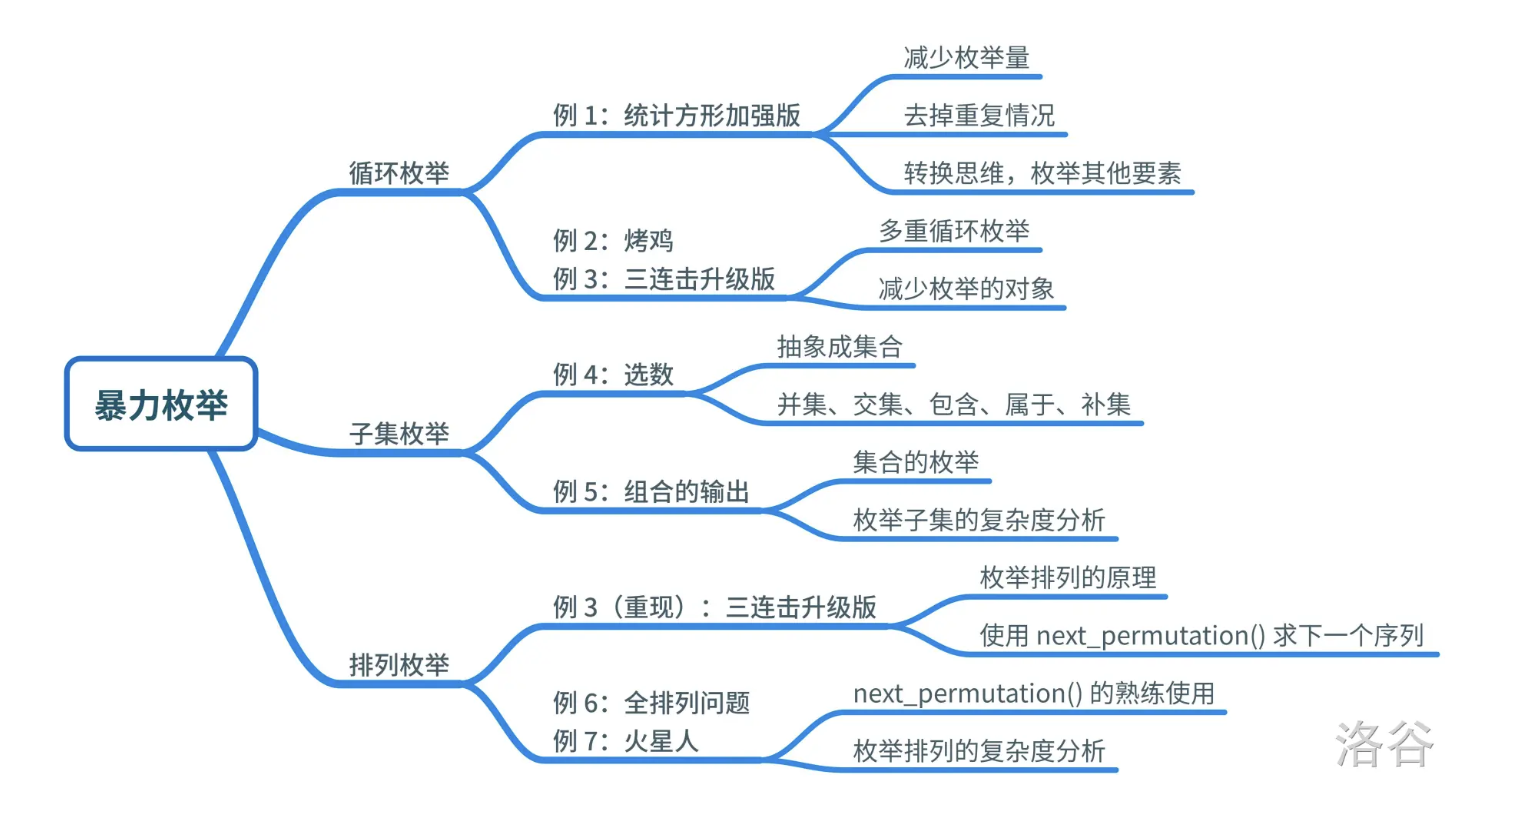 暴力枚举
循环枚举
例 1：统计方形加强版
减少枚举量
去掉重复情况
转换思维，枚举其他要素
例 2：烤鸡
例 3：三连击升级版
多重循环枚举
减少枚举的对象
子集枚举
例 4：选数
抽象成集合
并集、交集、包含、属于、补集
例 5：组合的输出
集合的枚举
枚举子集的复杂度分析
排列枚举
例 3（重现）：三连击升级版
枚举排列的原理
使用 next_permutation() 求下一个序列
例 6：全排列问题
例 7：火星人
next_permutation() 的熟练使用
枚举排列的复杂度分析
洛谷